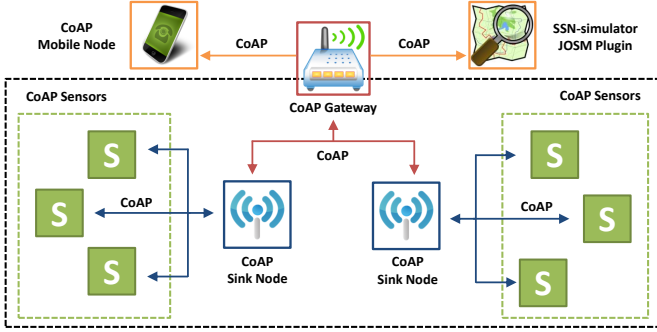 CoAP
Mobile Node
CoAP
CoAP
SSN-simulator
JOSM Plugin
CoAP Sensors
CoAP Gateway
CoAP Sensors
CoAP
S
S
S
CoAP
S
S
S
CoAP
CoAP
Sink Node
CoAP
Sink Node